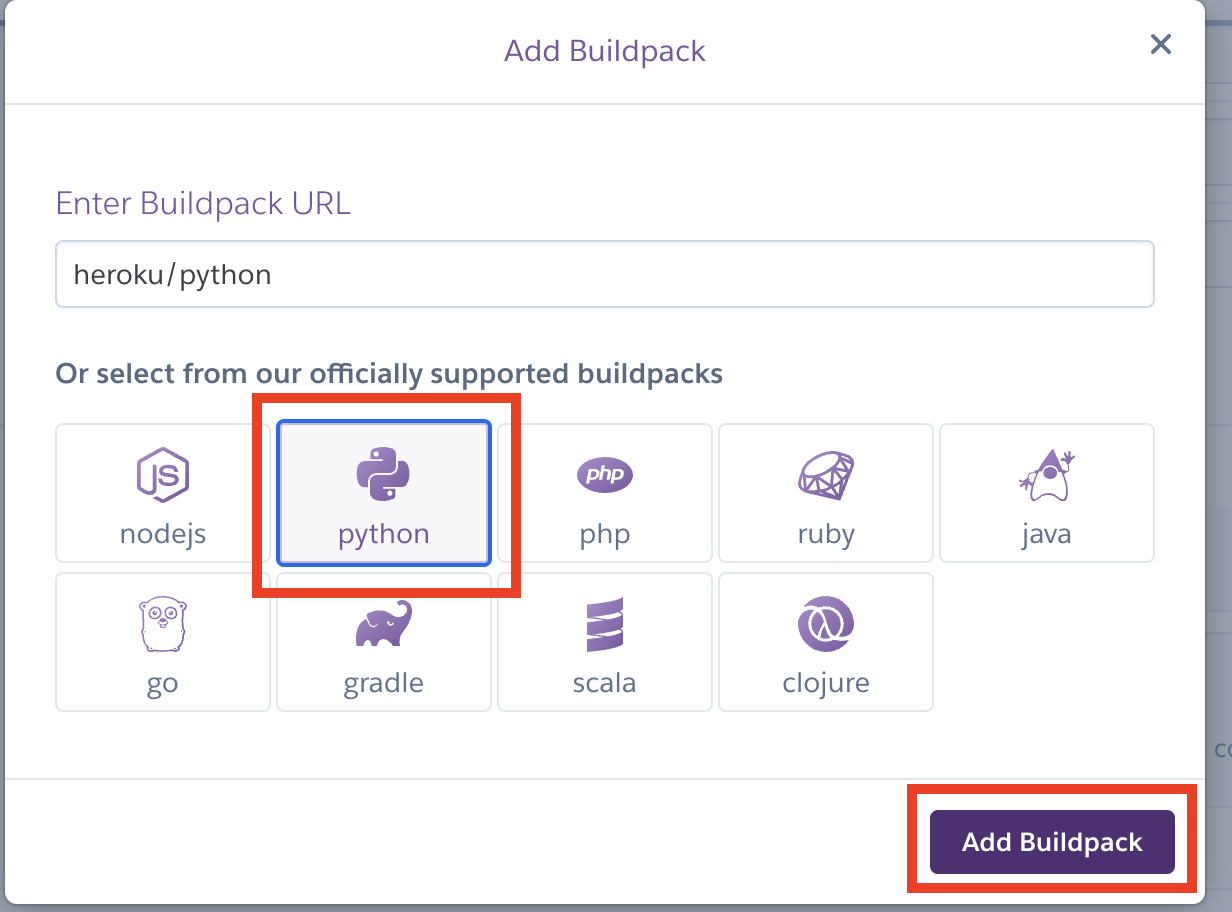 Add Buildpack
Enter Buildpack URL
heroku/python
Or select from our officially supported buildpacks
JS php
nodejs python php ruby java
go gradle scala clojure
Add Buildpack